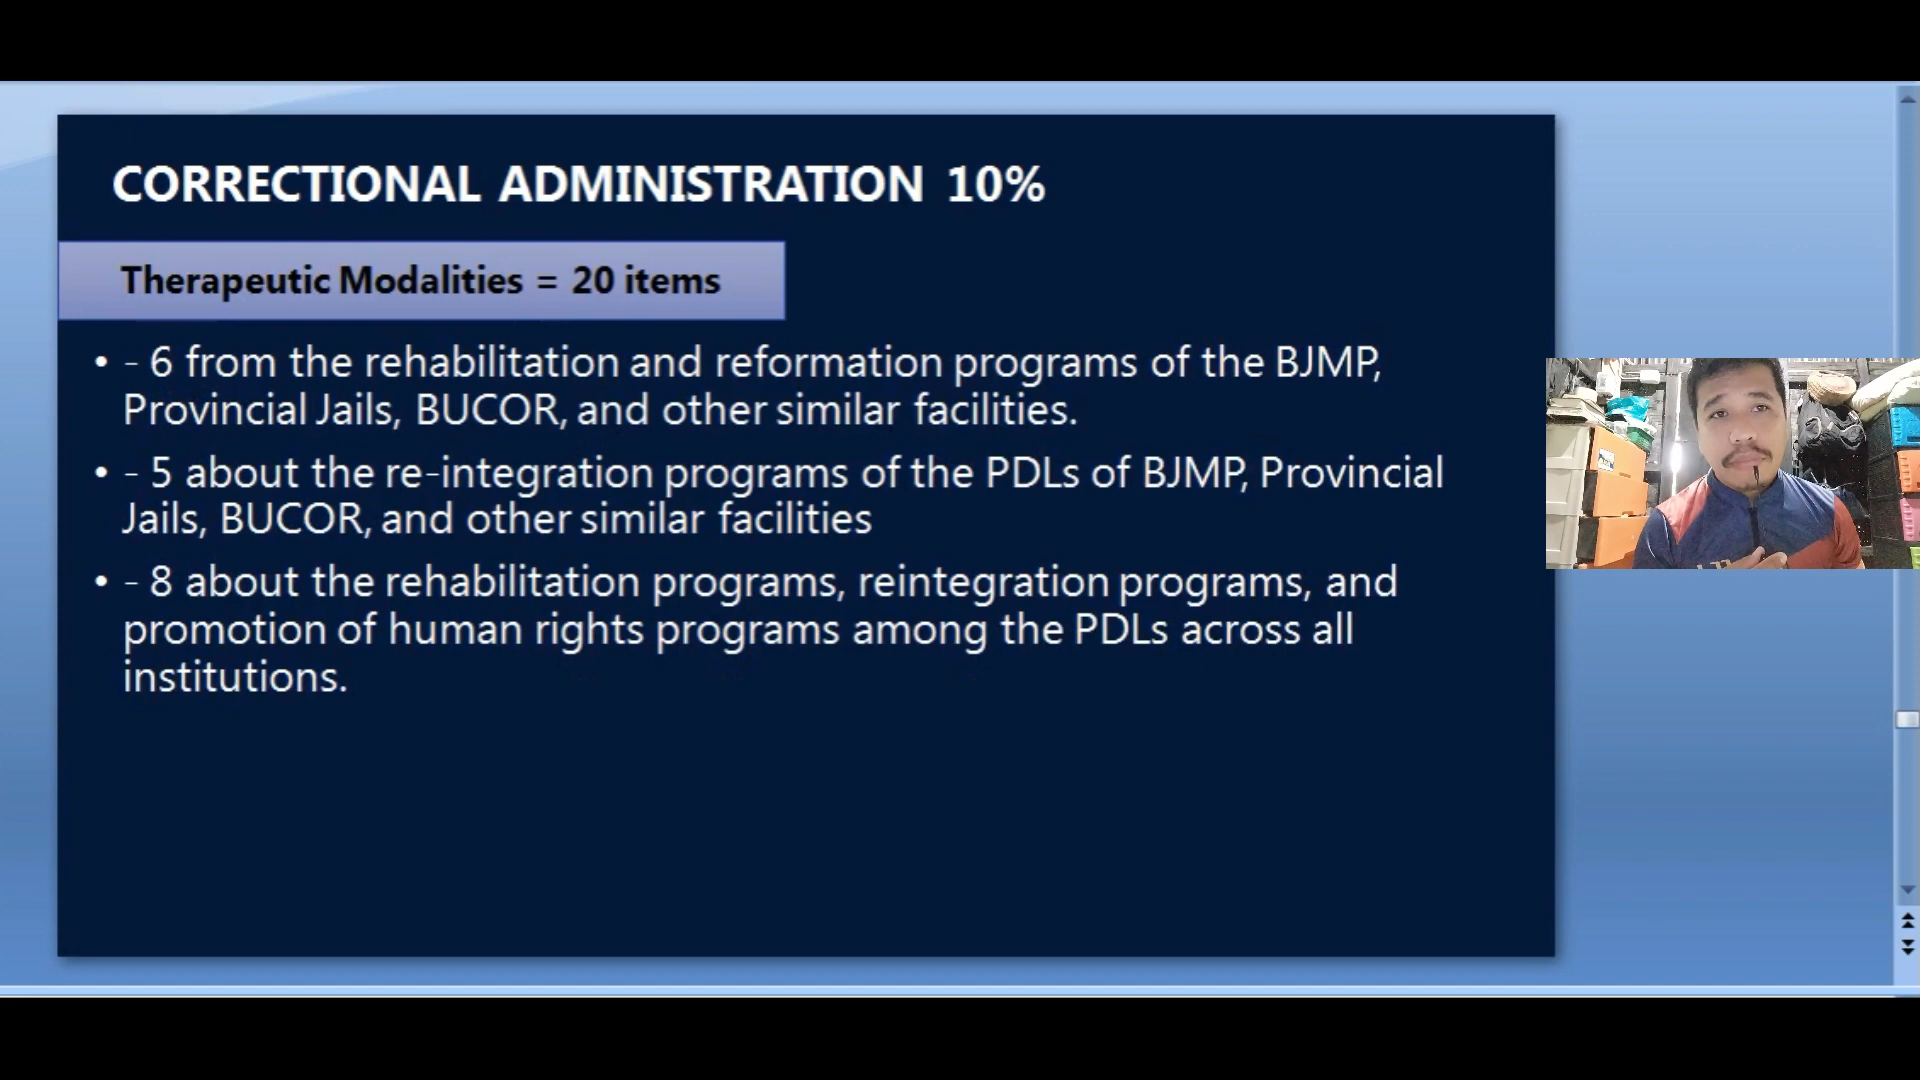 CORRECTIONAL ADMINISTRATION 10%
Therapeutic Modalities = 20 items
• - 6 from the rehabilitation and reformation programs of the BJMP,
Provincial Jails, BUCOR, and other similar facilities.
• - 5 about the re-integration programs of the PDLs of BJMP, Provincial
Jails, BUCOR, and other similar facilities
• - 8 about the rehabilitation programs, reintegration programs, and
promotion of human rights programs among the PDLs across all
institutions.